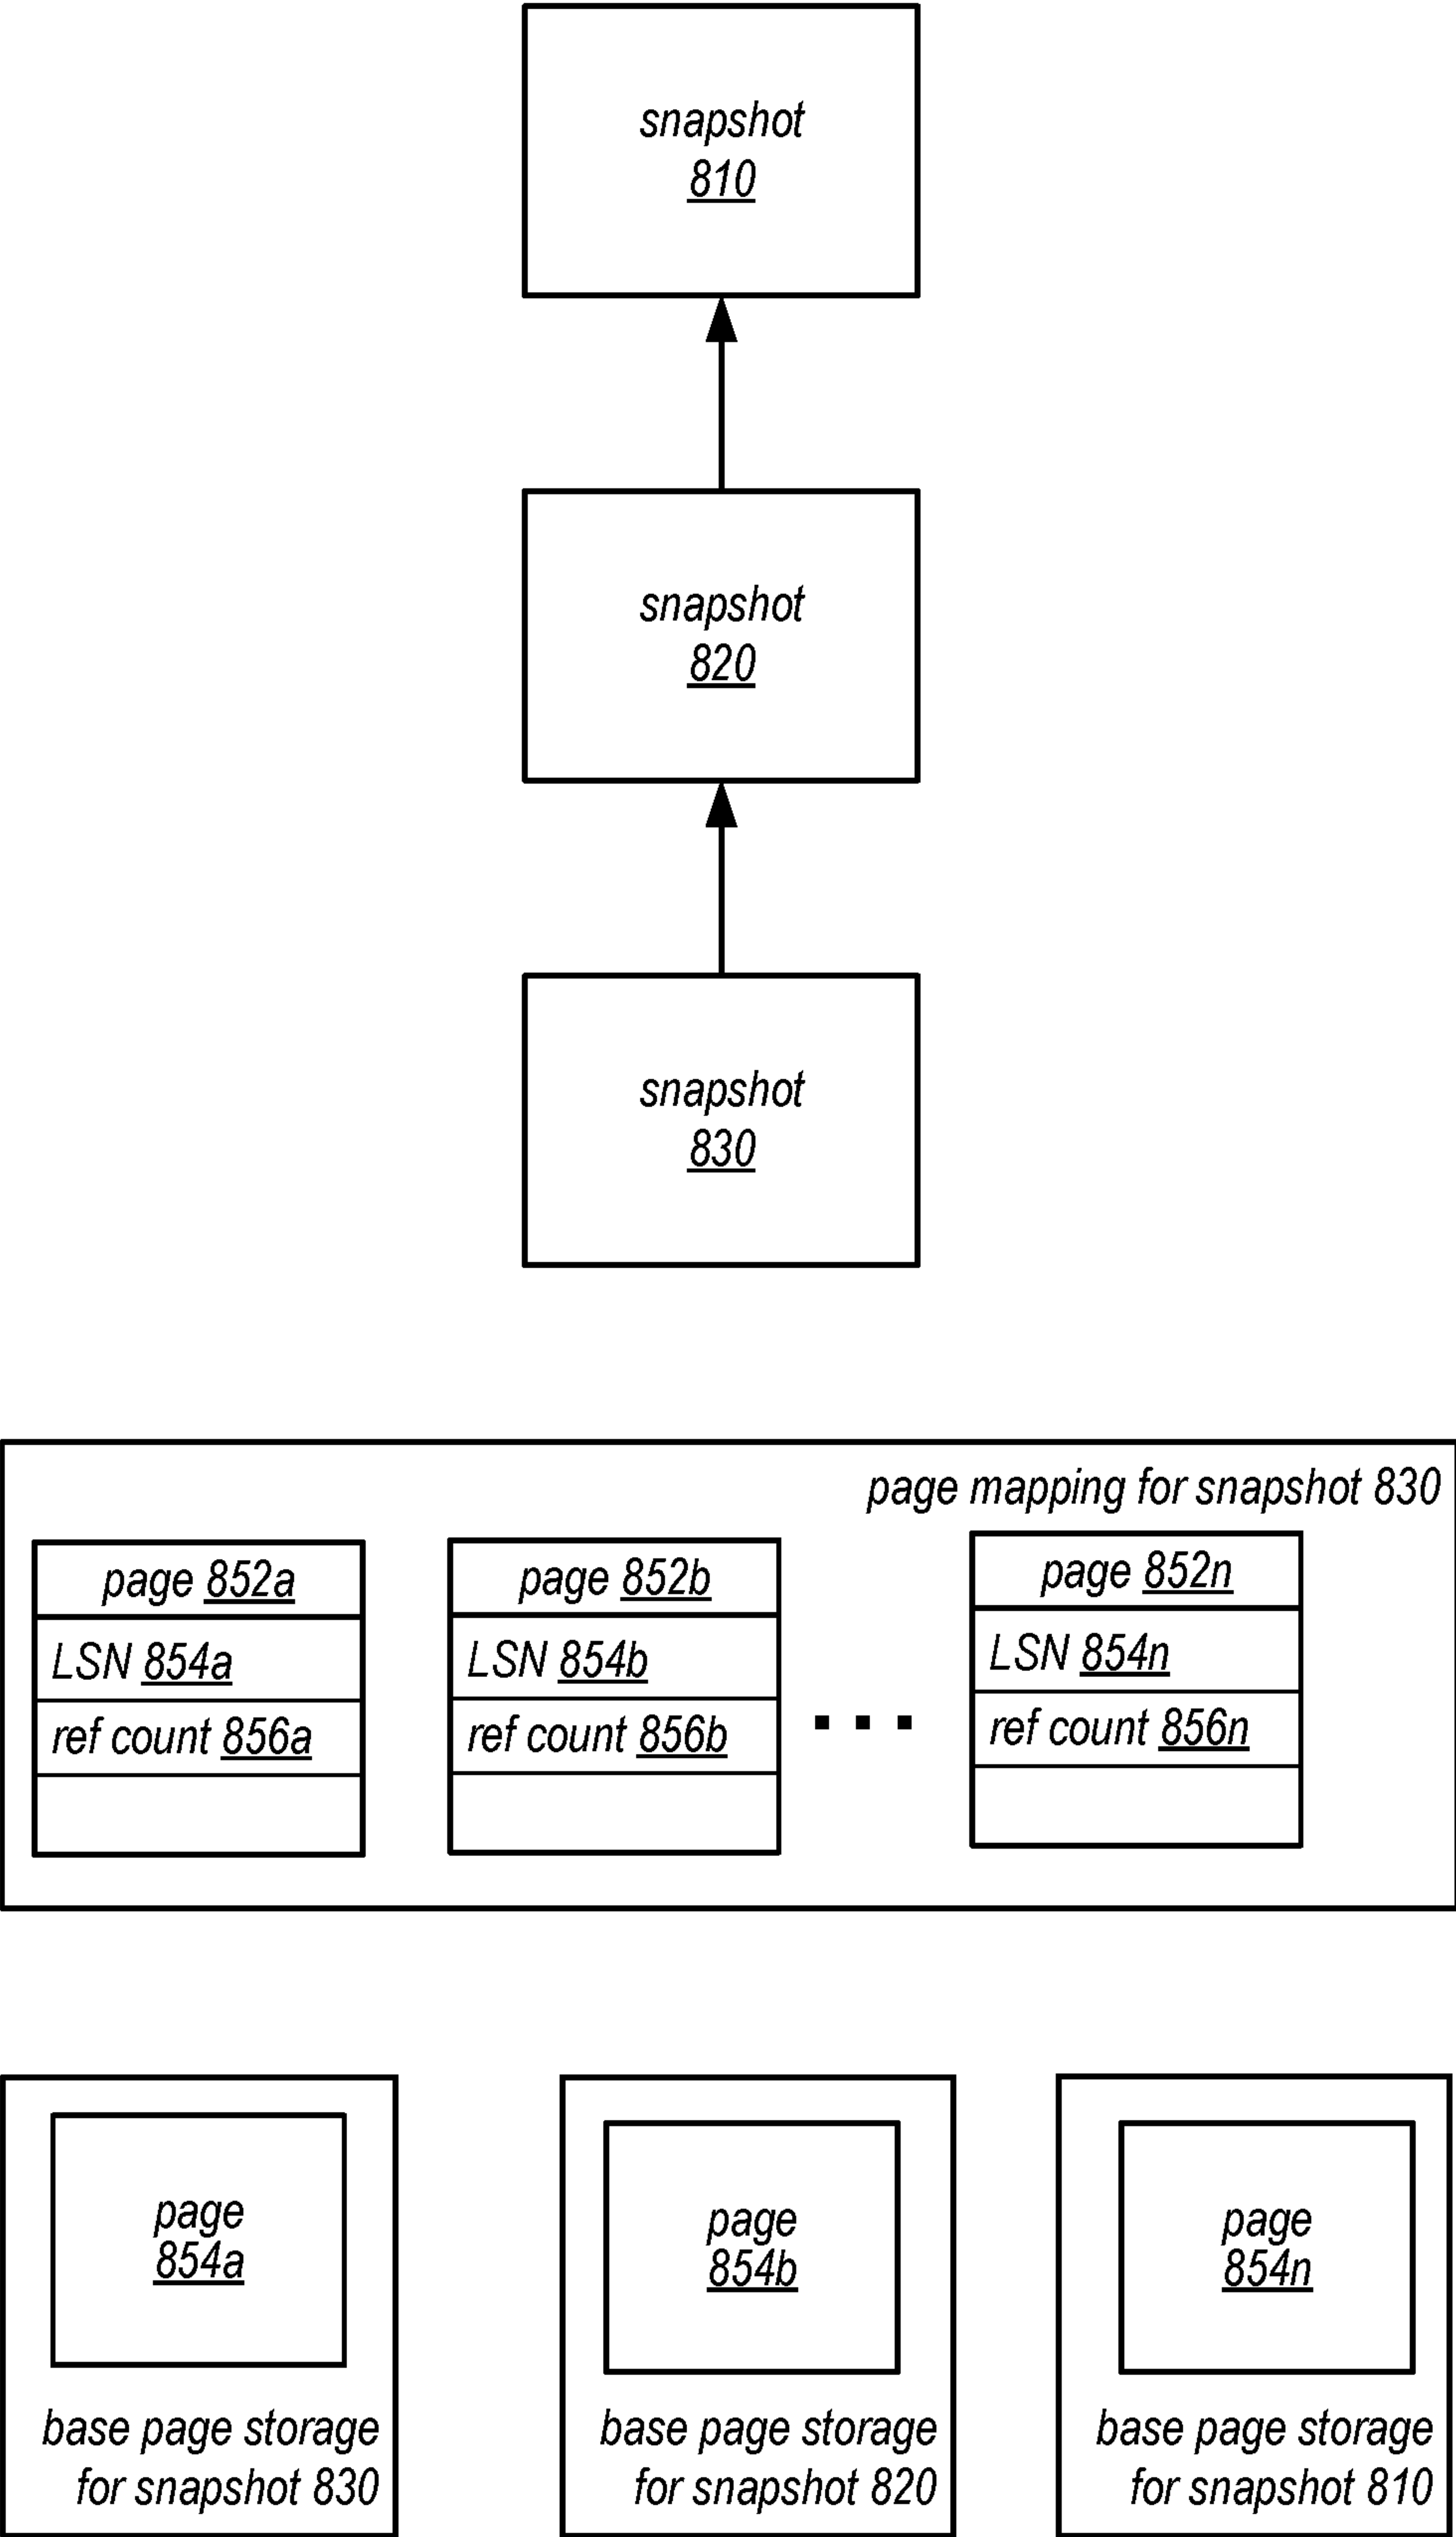 snapshot
810
snapshot
820
snapshot
830
page mapping for snapshot 830
page 852a
LSN 854a
ref count 856a
page 852b
LSN 854b
ref count 856b
page 852n
LSN 854n
ref count 856n
page
854a
base page storage
for snapshot 830
page
854b
base page storage
for snapshot 820
page
854n
base page storage
for snapshot 810